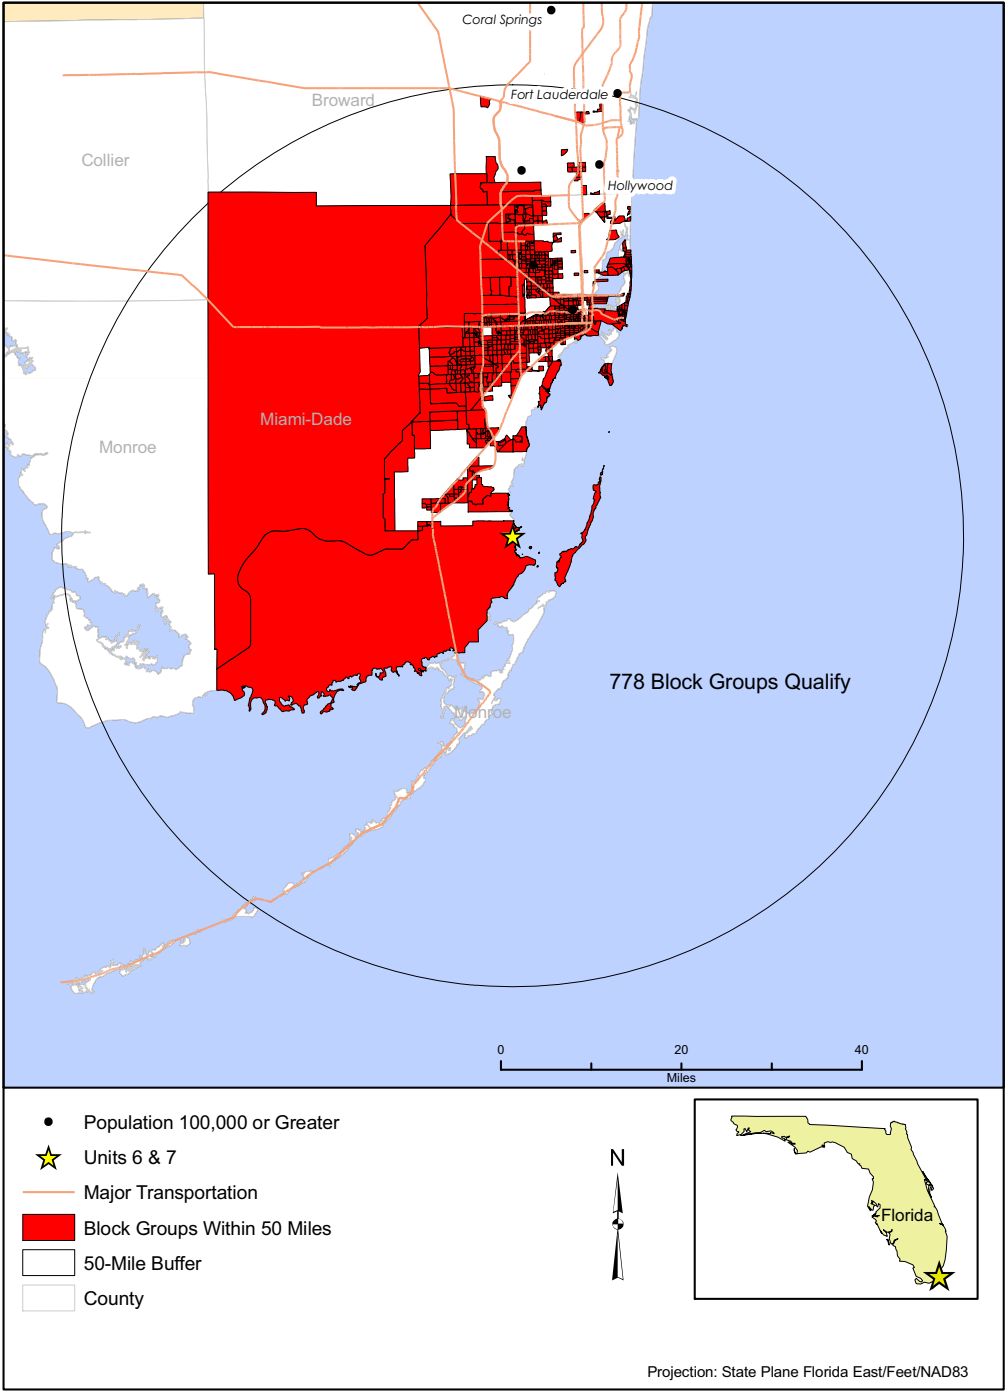 Coral Springs
Fort Lauderdale
Broward
Collier
Hollywood
Miami-Dade
Monroe
778 Block Groups Qualify
Monroe
0 20 40
Miles
Population 100,000 or Greater
Units 6 & 7
Major Transportation
Block Groups Within 50 Miles
50-Mile Buffer
County
N
Florida
Projection: State Plane Florida East/Feet/NAD83